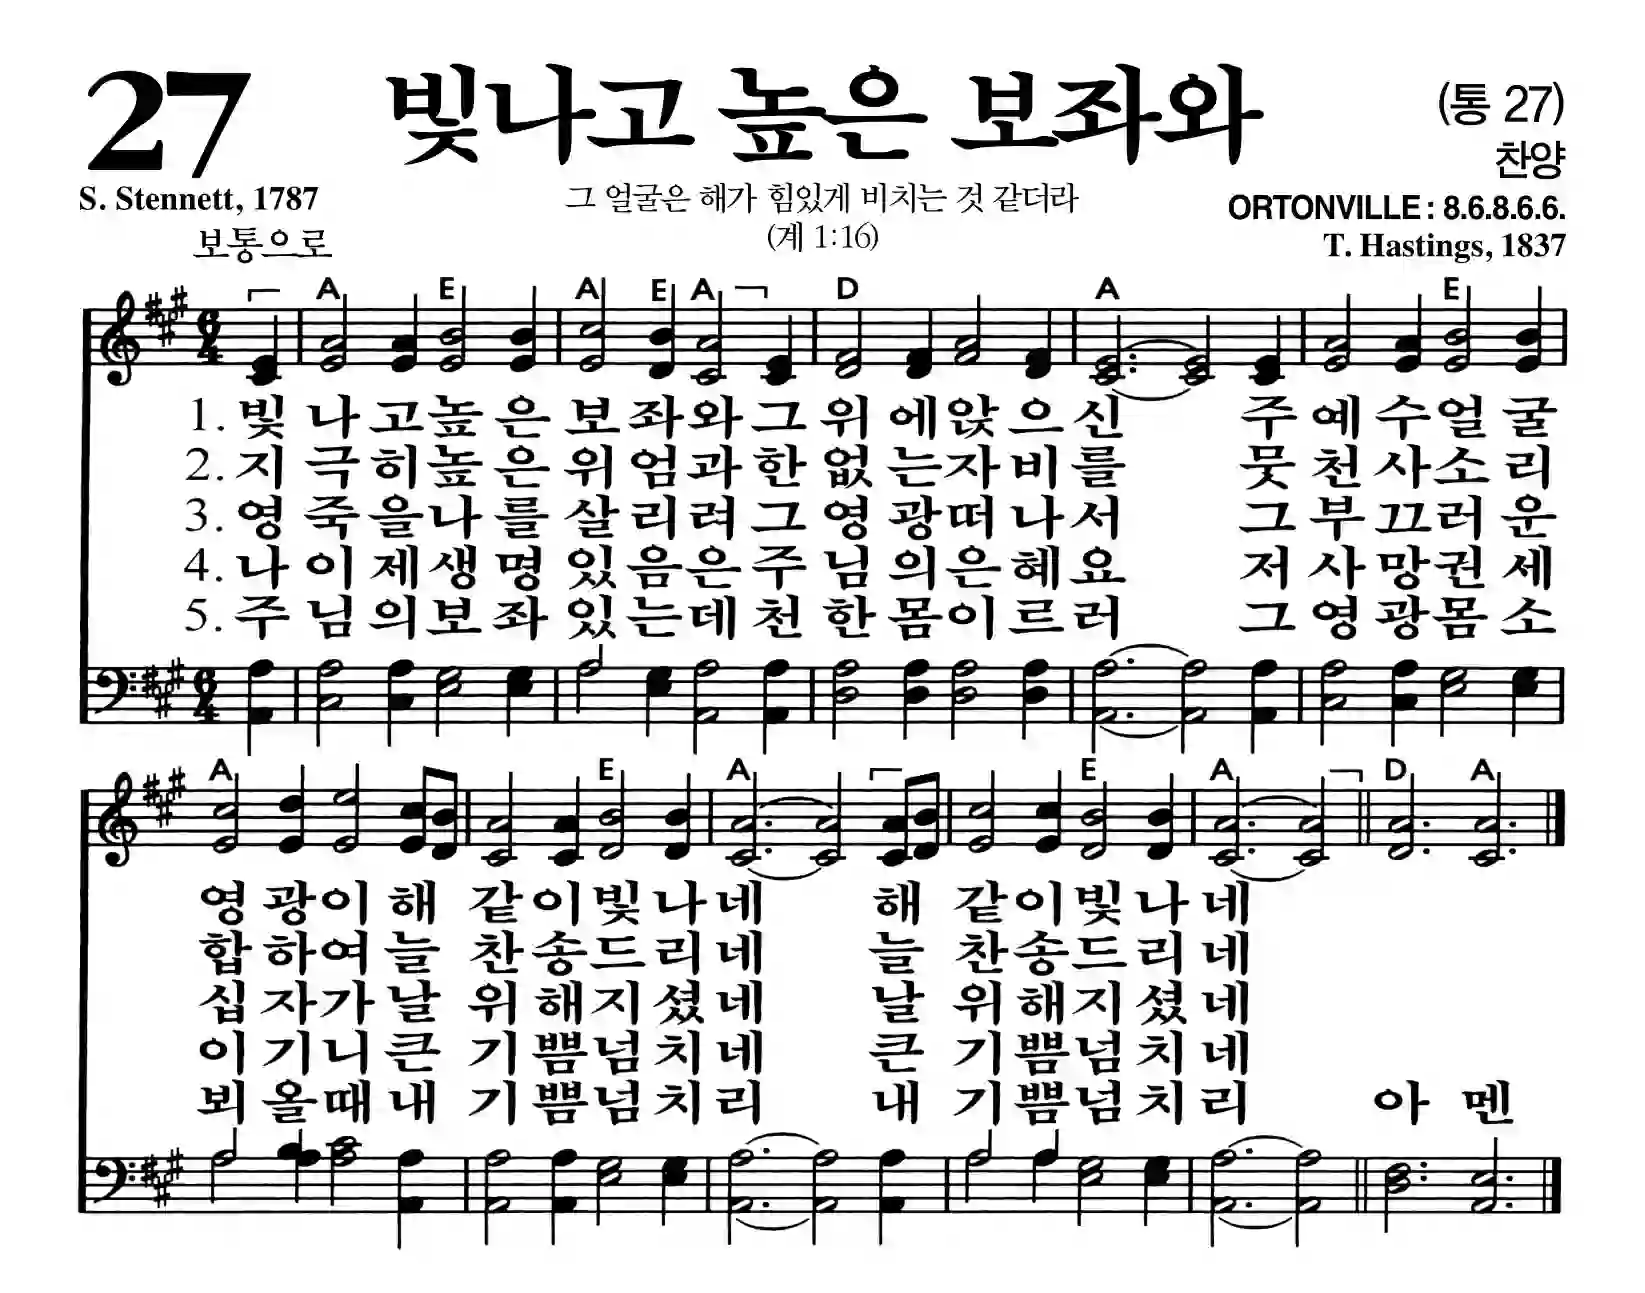 27 빛나고 높은 보좌와 (통 27)
찬양
S. Stennett, 1787 그 얼굴은 해가 힘있게 비치는 것 같더라 ORTONVILLE : 8.6.8.6.6.
보통으로 (계 1:16) T. Hastings, 1837
A E A E A D A E
6
4
1. 빛 나 고 높 은 보 좌 와 그 위 에 앉 으 신 주 예 수 얼 굴
2. 지 극 히 높 은 위 엄 과 한 없 는 자 비 를 뭇 천 사 소 리
3. 영 죽 을 나 를 살 리 려 그 영 광 떠 나 서 그 부 끄 러 운
4. 나 이 제 생 명 있 음 은 주 님 의 은 혜 요 저 사 망 권 세
5. 주 님 의 보 좌 있 는 데 천 한 몸 이 르 러 그 영 광 몸 소
6
4
A E A E A D A
영 광 이 해 같 이 빛 나 네 해 같 이 빛 나 네
합 하 여 늘 찬 송 드 리 네 늘 찬 송 드 리 네
십 자 가 날 위 해 지 셨 네 날 위 해 지 셨 네
이 기 니 큰 기 쁨 넘 치 네 큰 기 쁨 넘 치 네
뵈 올 때 내 기 쁨 넘 치 리 내 기 쁨 넘 치 리 아 멘